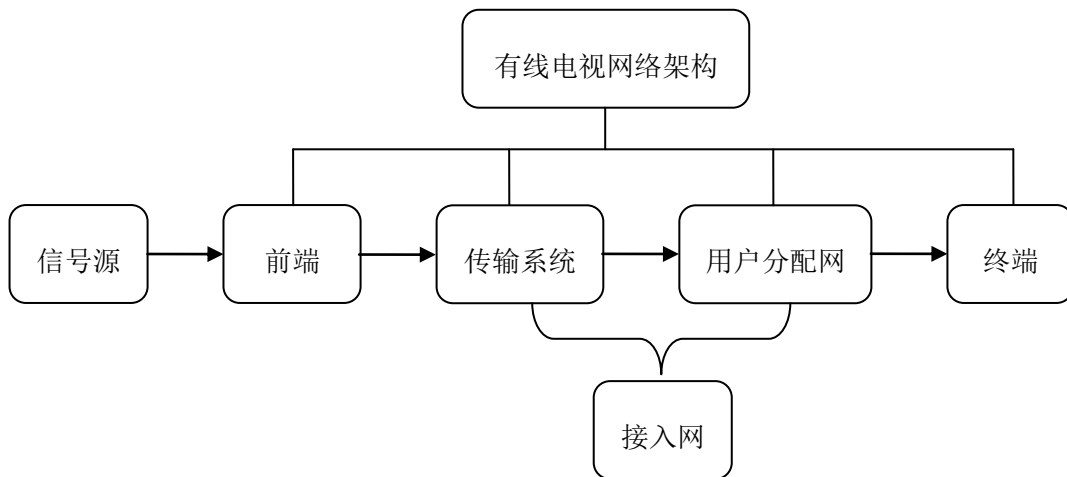 有线电视网络架构
信号源
前端
传输系统
用户分配网
终端
接入网